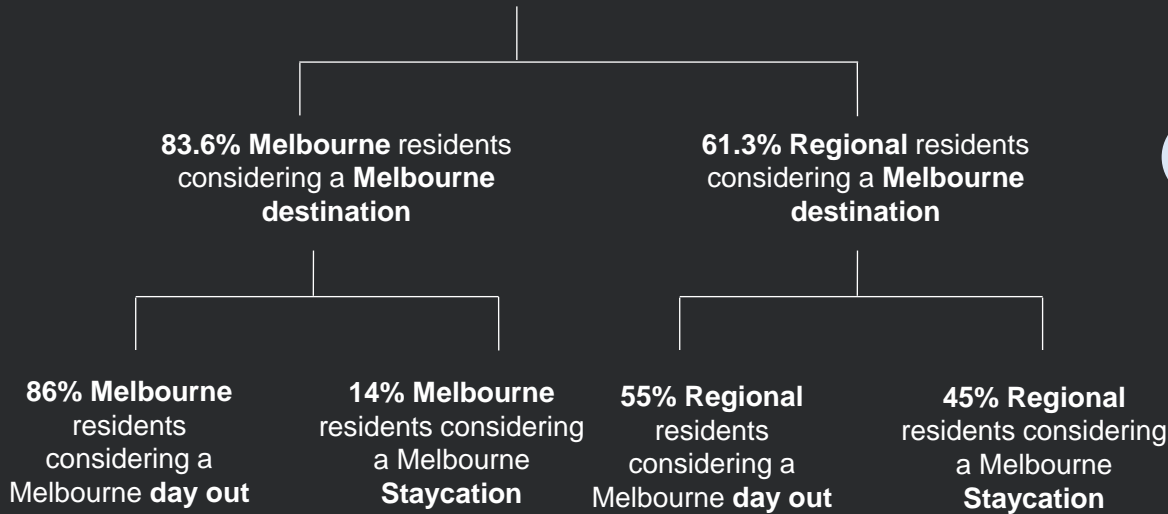 83.6% Melbourne residents
considering a Melbourne
destination
61.3% Regional residents
considering a Melbourne
destination
86% Melbourne
residents
considering a
Melbourne day out
14% Melbourne
residents considering
a Melbourne
Staycation
55% Regional
residents
considering a
Melbourne day out
45% Regional
residents considering
a Melbourne
Staycation